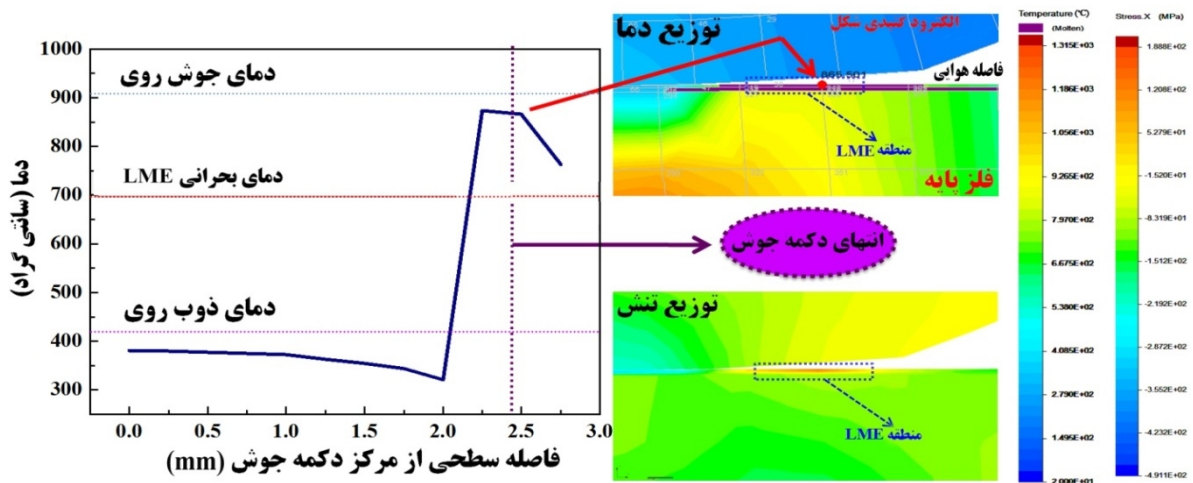 1000
900
800
700
600
500
400
300
دمای جوش روی
دمای بحرانی LME
دمای ذوب روی
دما (سانتی گراد)
0.0 0.5 1.0 1.5 2.0 2.5 3.0
فاصله سطحی از مرکز دکمه جوش (mm)
توزیع دما
الکترود گنبدی شکل
فاصله هوایی
منطقه LME
فلز پایه
انتهای دکمه جوش
توزیع تنش
منطقه LME
Temperature (°C)
(Molten)
1.315E+03
1.186E+03
1.056E+03
9.265E+02
7.970E+02
6.675E+02
5.380E+02
4.085E+02
2.790E+02
1.495E+02
2.000E+01
Stress.X (MPa)
1.888E+02
1.208E+02
5.279E+01
-1.520E+01
-8.319E+01
-1.512E+02
-2.192E+02
-2.872E+02
-3.552E+02
-4.232E+02
-4.911E+02